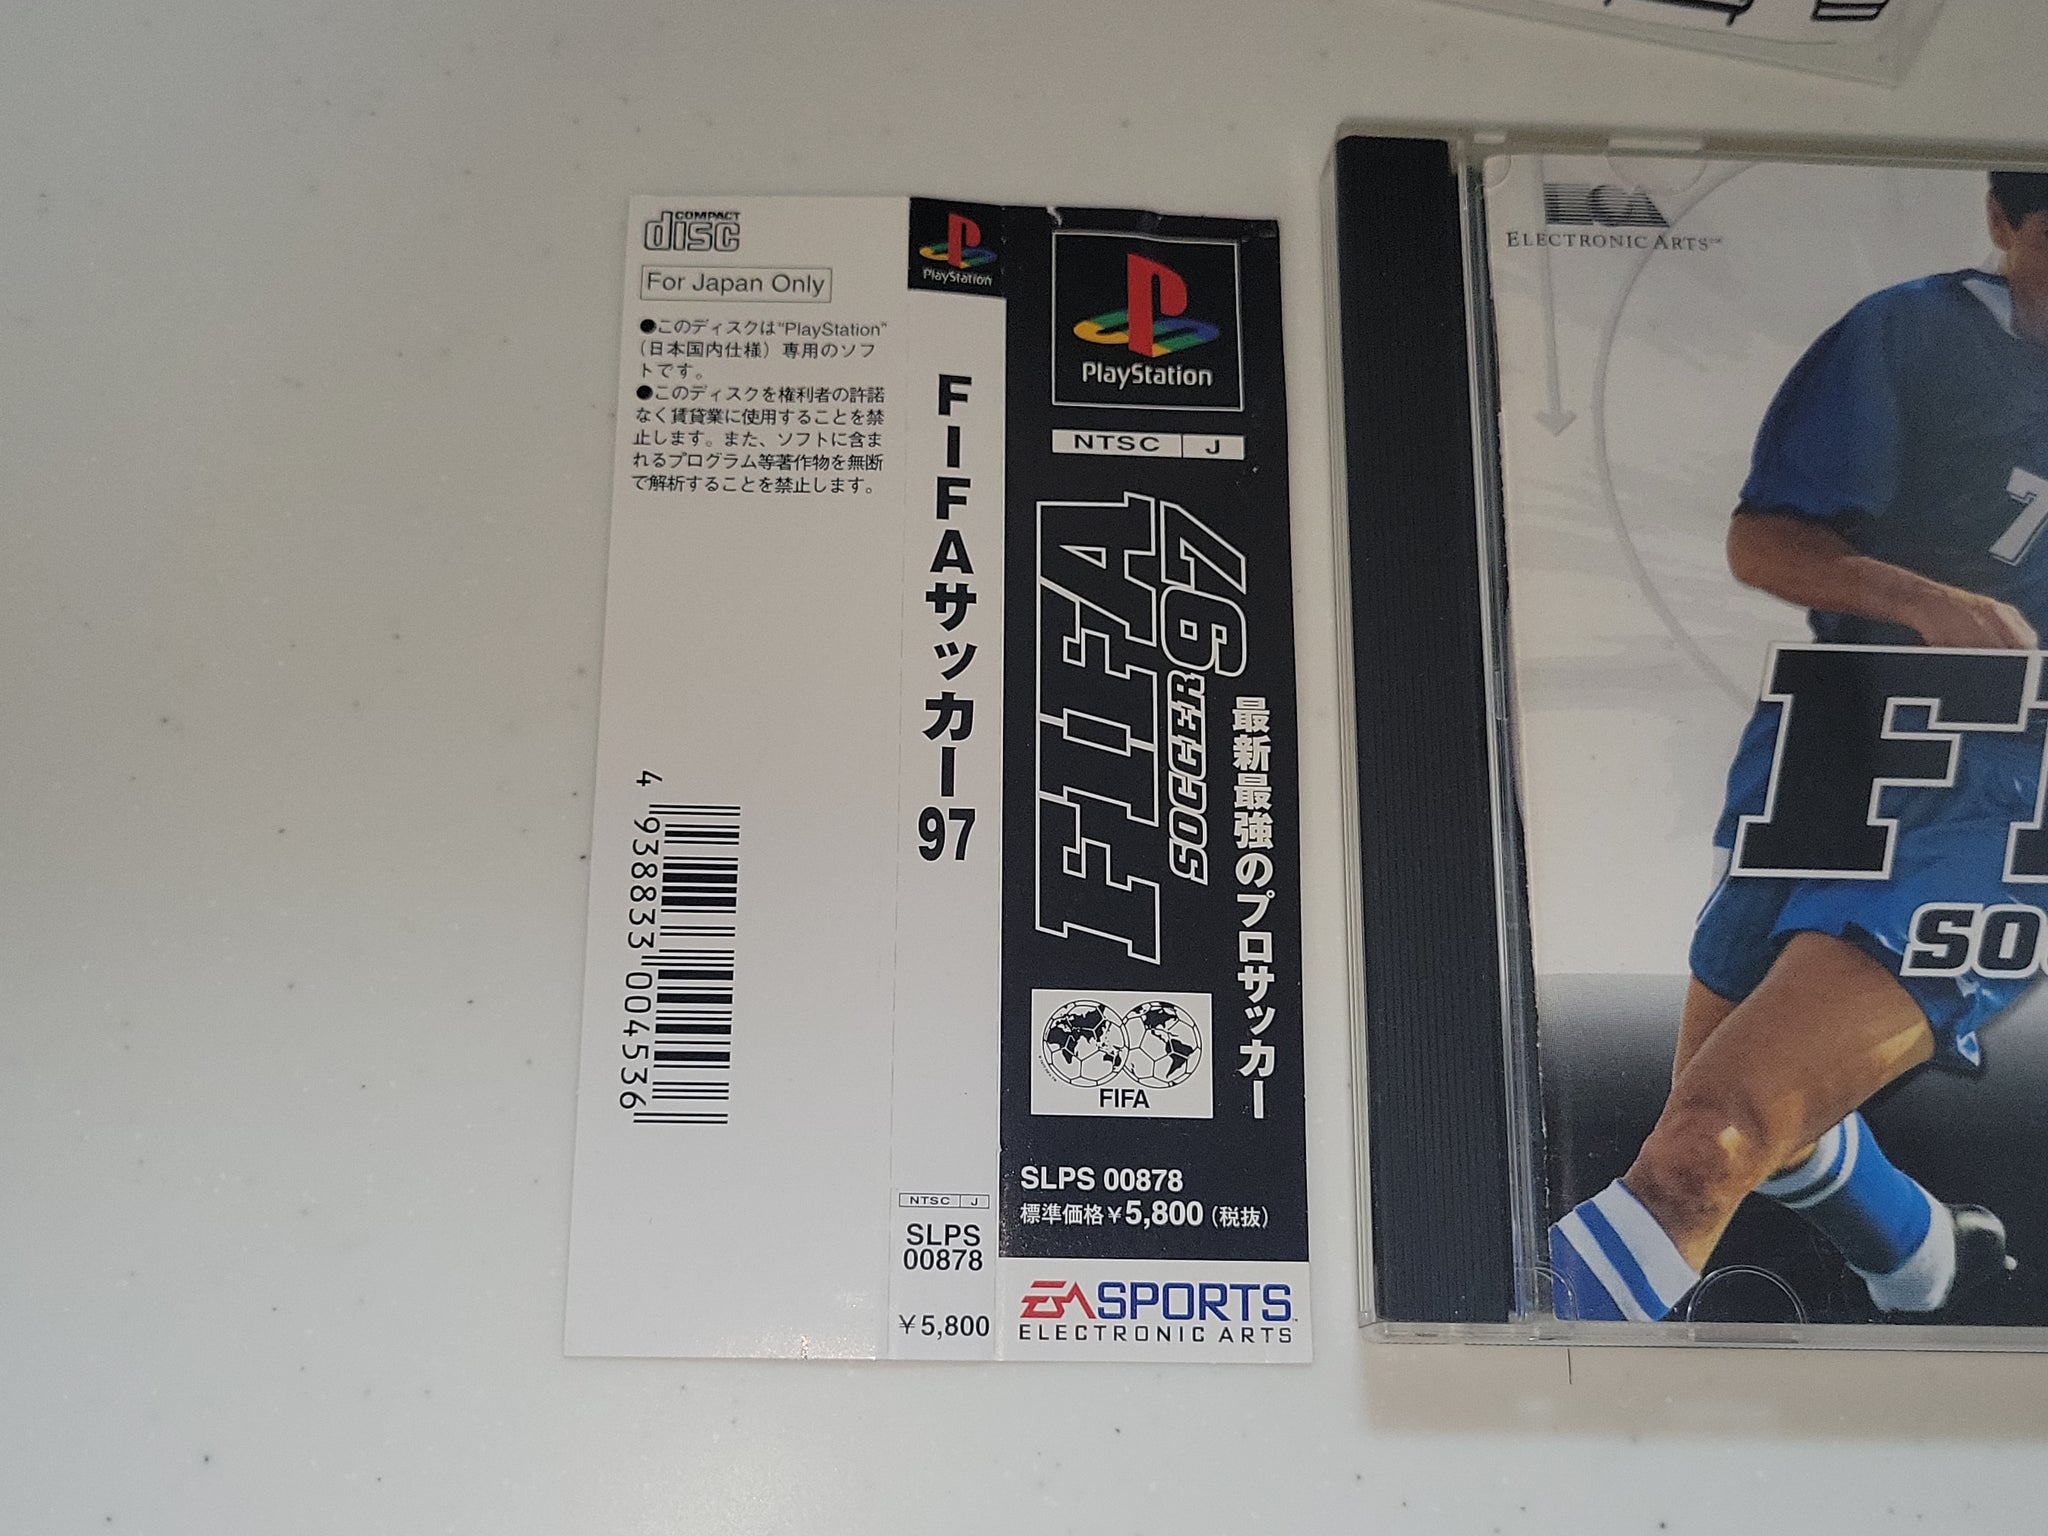 COMPACT
disc
For Japan Only
●このディスクは"PlayStation"
（日本国内仕様）専用のソフ
トです。
●このディスクを権利者の許諾
なく賃貸業に使用することを禁
止します。また、ソフトに含ま
れるプログラム等著作物を無断
で解析することを禁止します。
4 938833 004536
PlayStation
FIFAサッカー97
NTSC J
SLPS
00878
¥5,800
PlayStation
NTSC J
FIFA
SOCCER 97
最新最強のプロサッカー
FIFA
SLPS 00878
標準価格¥5,800（税抜）
EA SPORTS
ELECTRONIC ARTS
ELECTRONIC ARTS™
7